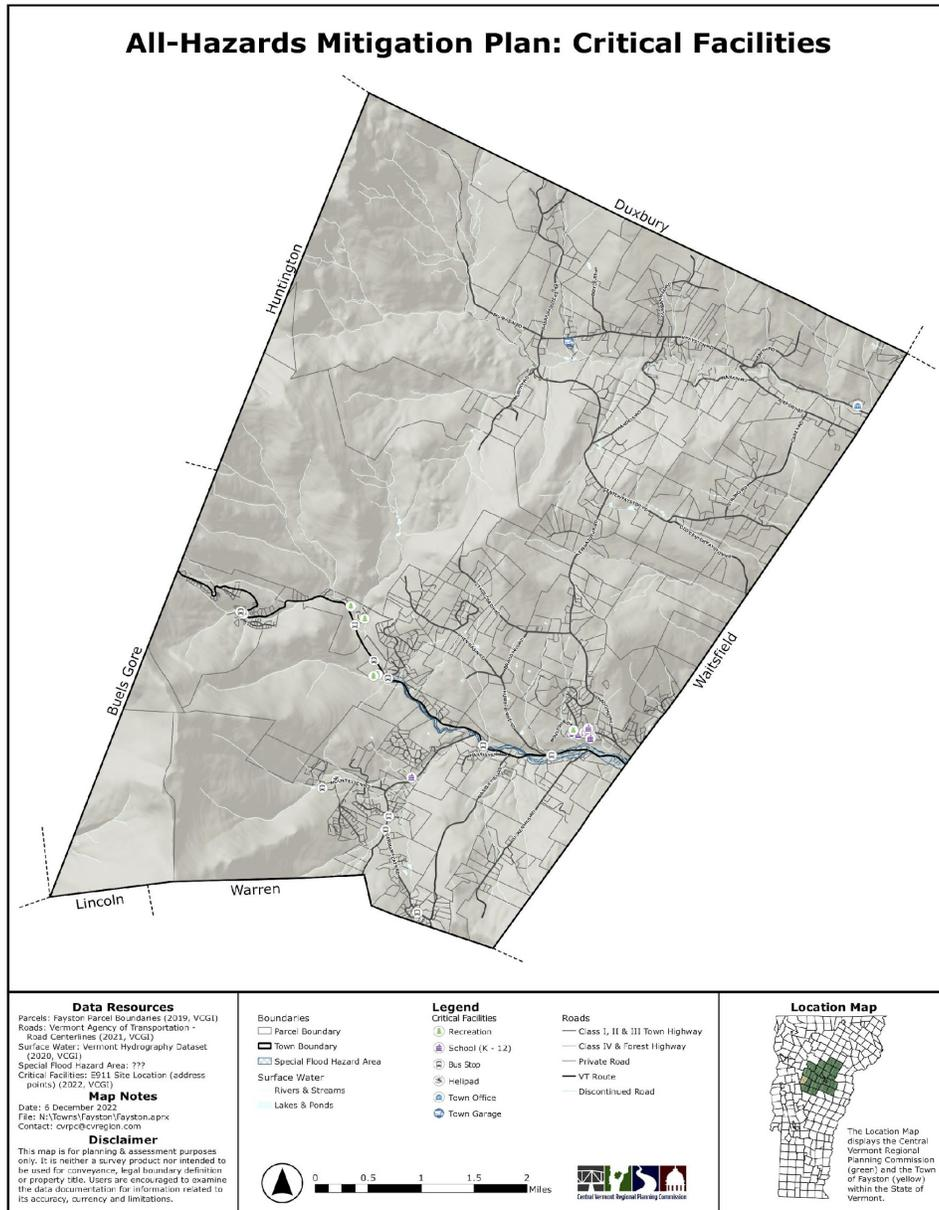 All-Hazards Mitigation Plan: Critical Facilities
Duxbury
Huntington
Buels Gore
Waitsfield
Lincoln
Warren
Data Resources
Parcels: Fayston Parcel Boundaries (2019, VCGI)
Roads: Vermont Agency of Transportation -
Road Centerlines (2021, VCGI)
Surface Water: Vermont Hydrography Dataset
(2020, VCGI)
Special Flood Hazard Area: ???
Critical Facilities: E911 Site Location (address
points) (2022, VCGI)
Map Notes
Date: 6 December 2022
File: N:\Towns\Fayston\Fayston.aprx
Contact: cvrpc@cvregion.com
Disclaimer
This map is for planning & assessment purposes
only. It is neither a survey product nor intended to
be used for conveyance, legal boundary definition
or property title. Users are encouraged to examine
the data documentation for information related to
its accuracy, currency and limitations.
Legend
Boundaries
Parcel Boundary
Town Boundary
Special Flood Hazard Area
Surface Water
Rivers & Streams
Lakes & Ponds
Critical Facilities
Recreation
School (K - 12)
Bus Stop
Helipad
Town Office
Town Garage
Roads
Class I, II & III Town Highway
Class IV & Forest Highway
Private Road
VT Route
Discontinued Road
0 0.5 1 2
Miles
Central Vermont Regional Planning Commission
Location Map
The Location Map
displays the Central
Vermont Regional
Planning Commission
(green) and the Town
of Fayston (yellow)
within the State of
Vermont.